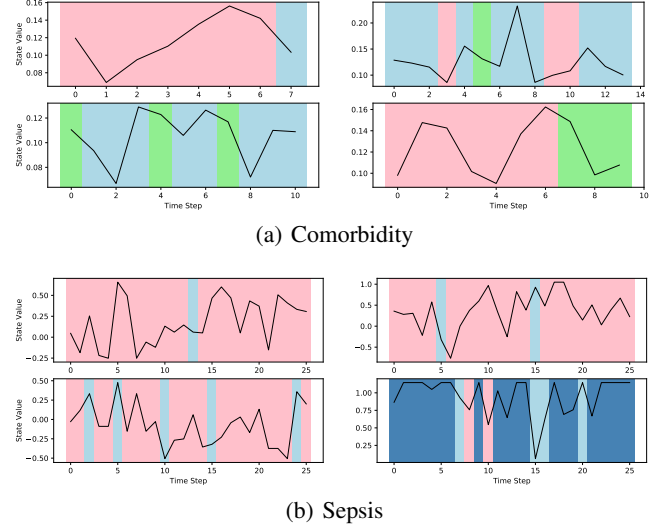 0.16
0.14
0.12
0.10
0.08
State Value
0 1 2 3 4 5 6 7
0.20
0.15
0.10
0 2 4 6 8 10 12 14
0.12
0.10
0.08
State Value
0 2 4 6 8 10
Time Step
0.16
0.14
0.12
0.10
0 2 4 6 8 10
Time Step
(a) Comorbidity
0.50
0.25
0.00
−0.25
State Value
0 5 10 15 20 25
1.0
0.5
0.0
−0.5
0 5 10 15 20 25
0.50
0.25
0.00
−0.25
−0.50
State Value
0 5 10 15 20 25
Time Step
1.00
0.75
0.50
0.25
0 5 10 15 20 25
Time Step
(b) Sepsis